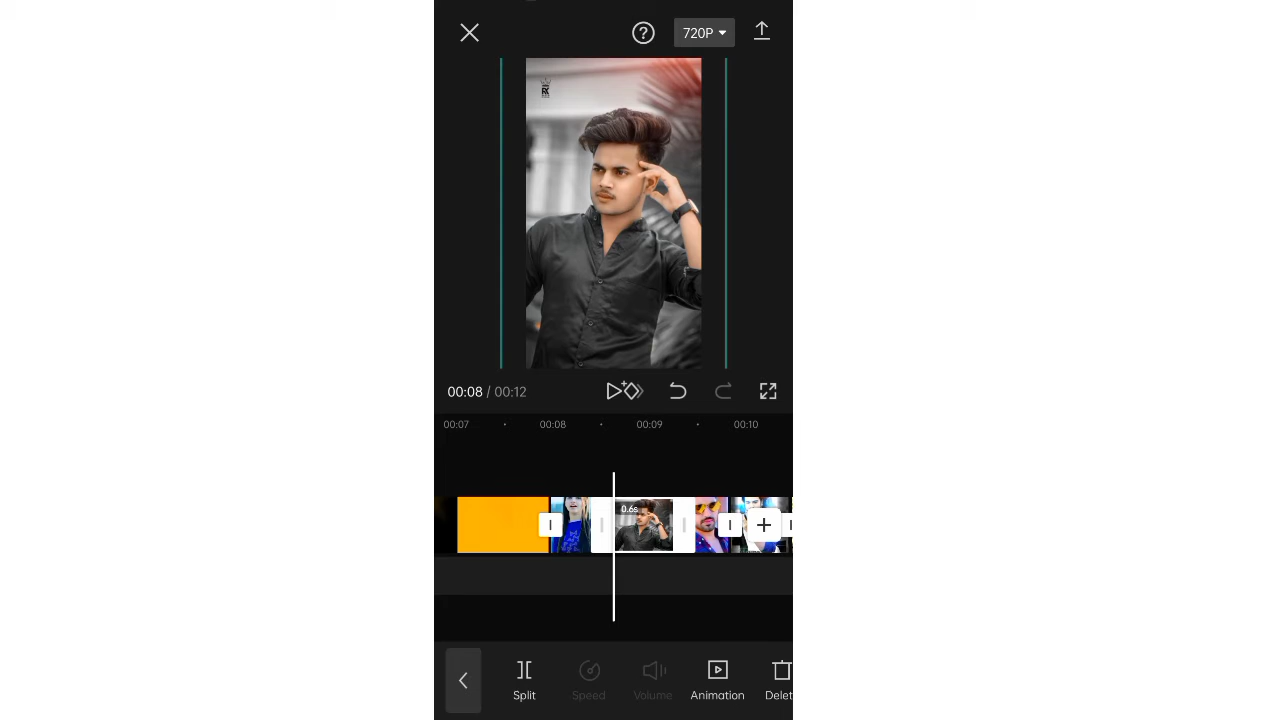 720P
RK
00:08 / 00:12
00:07 00:08 00:09 00:10
0.6s
Split Speed Volume Animation Delet